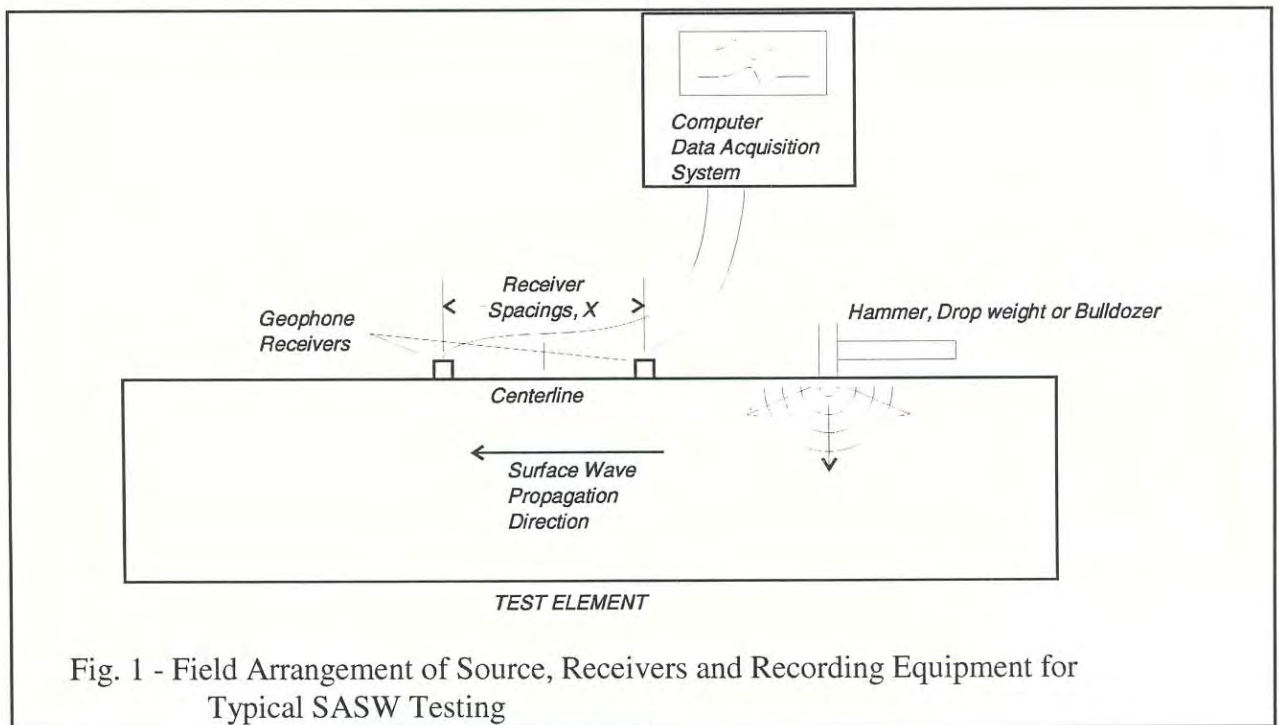 Computer
Data Acquisition
System
Receiver
Spacings, X
Geophone
Receivers
Hammer, Drop weight or Bulldozer
Centerline
Surface Wave
Propagation
Direction
TEST ELEMENT
Fig. 1 - Field Arrangement of Source, Receivers and Recording Equipment for
Typical SASW Testing